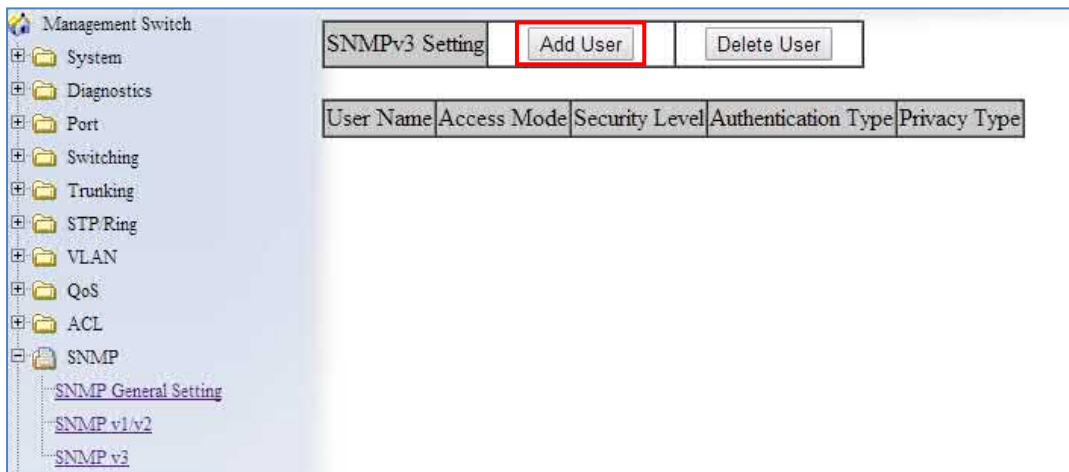 Management Switch
System
Diagnostics
Port
Switching
Trunking
STP/Ring
VLAN
QoS
ACL
SNMP
SNMP General Setting
SNMP v1/v2
SNMP v3
SNMPv3 Setting Add User Delete User
User Name Access Mode Security Level Authentication Type Privacy Type